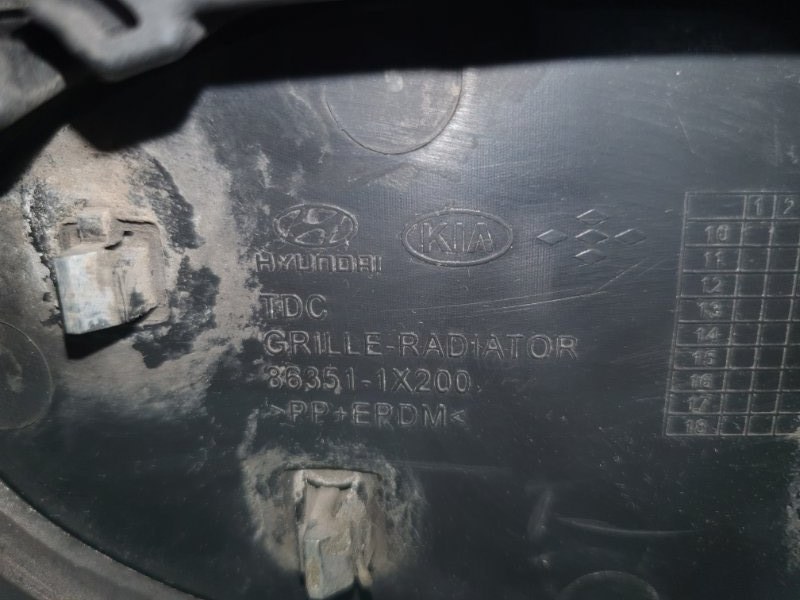 HYUNDAI
KIA
TDC
GRILLE-RADIATOR
86351-1X200
>PP+EPDM<
1 2
10
11
12
13
14
15
16
17
18